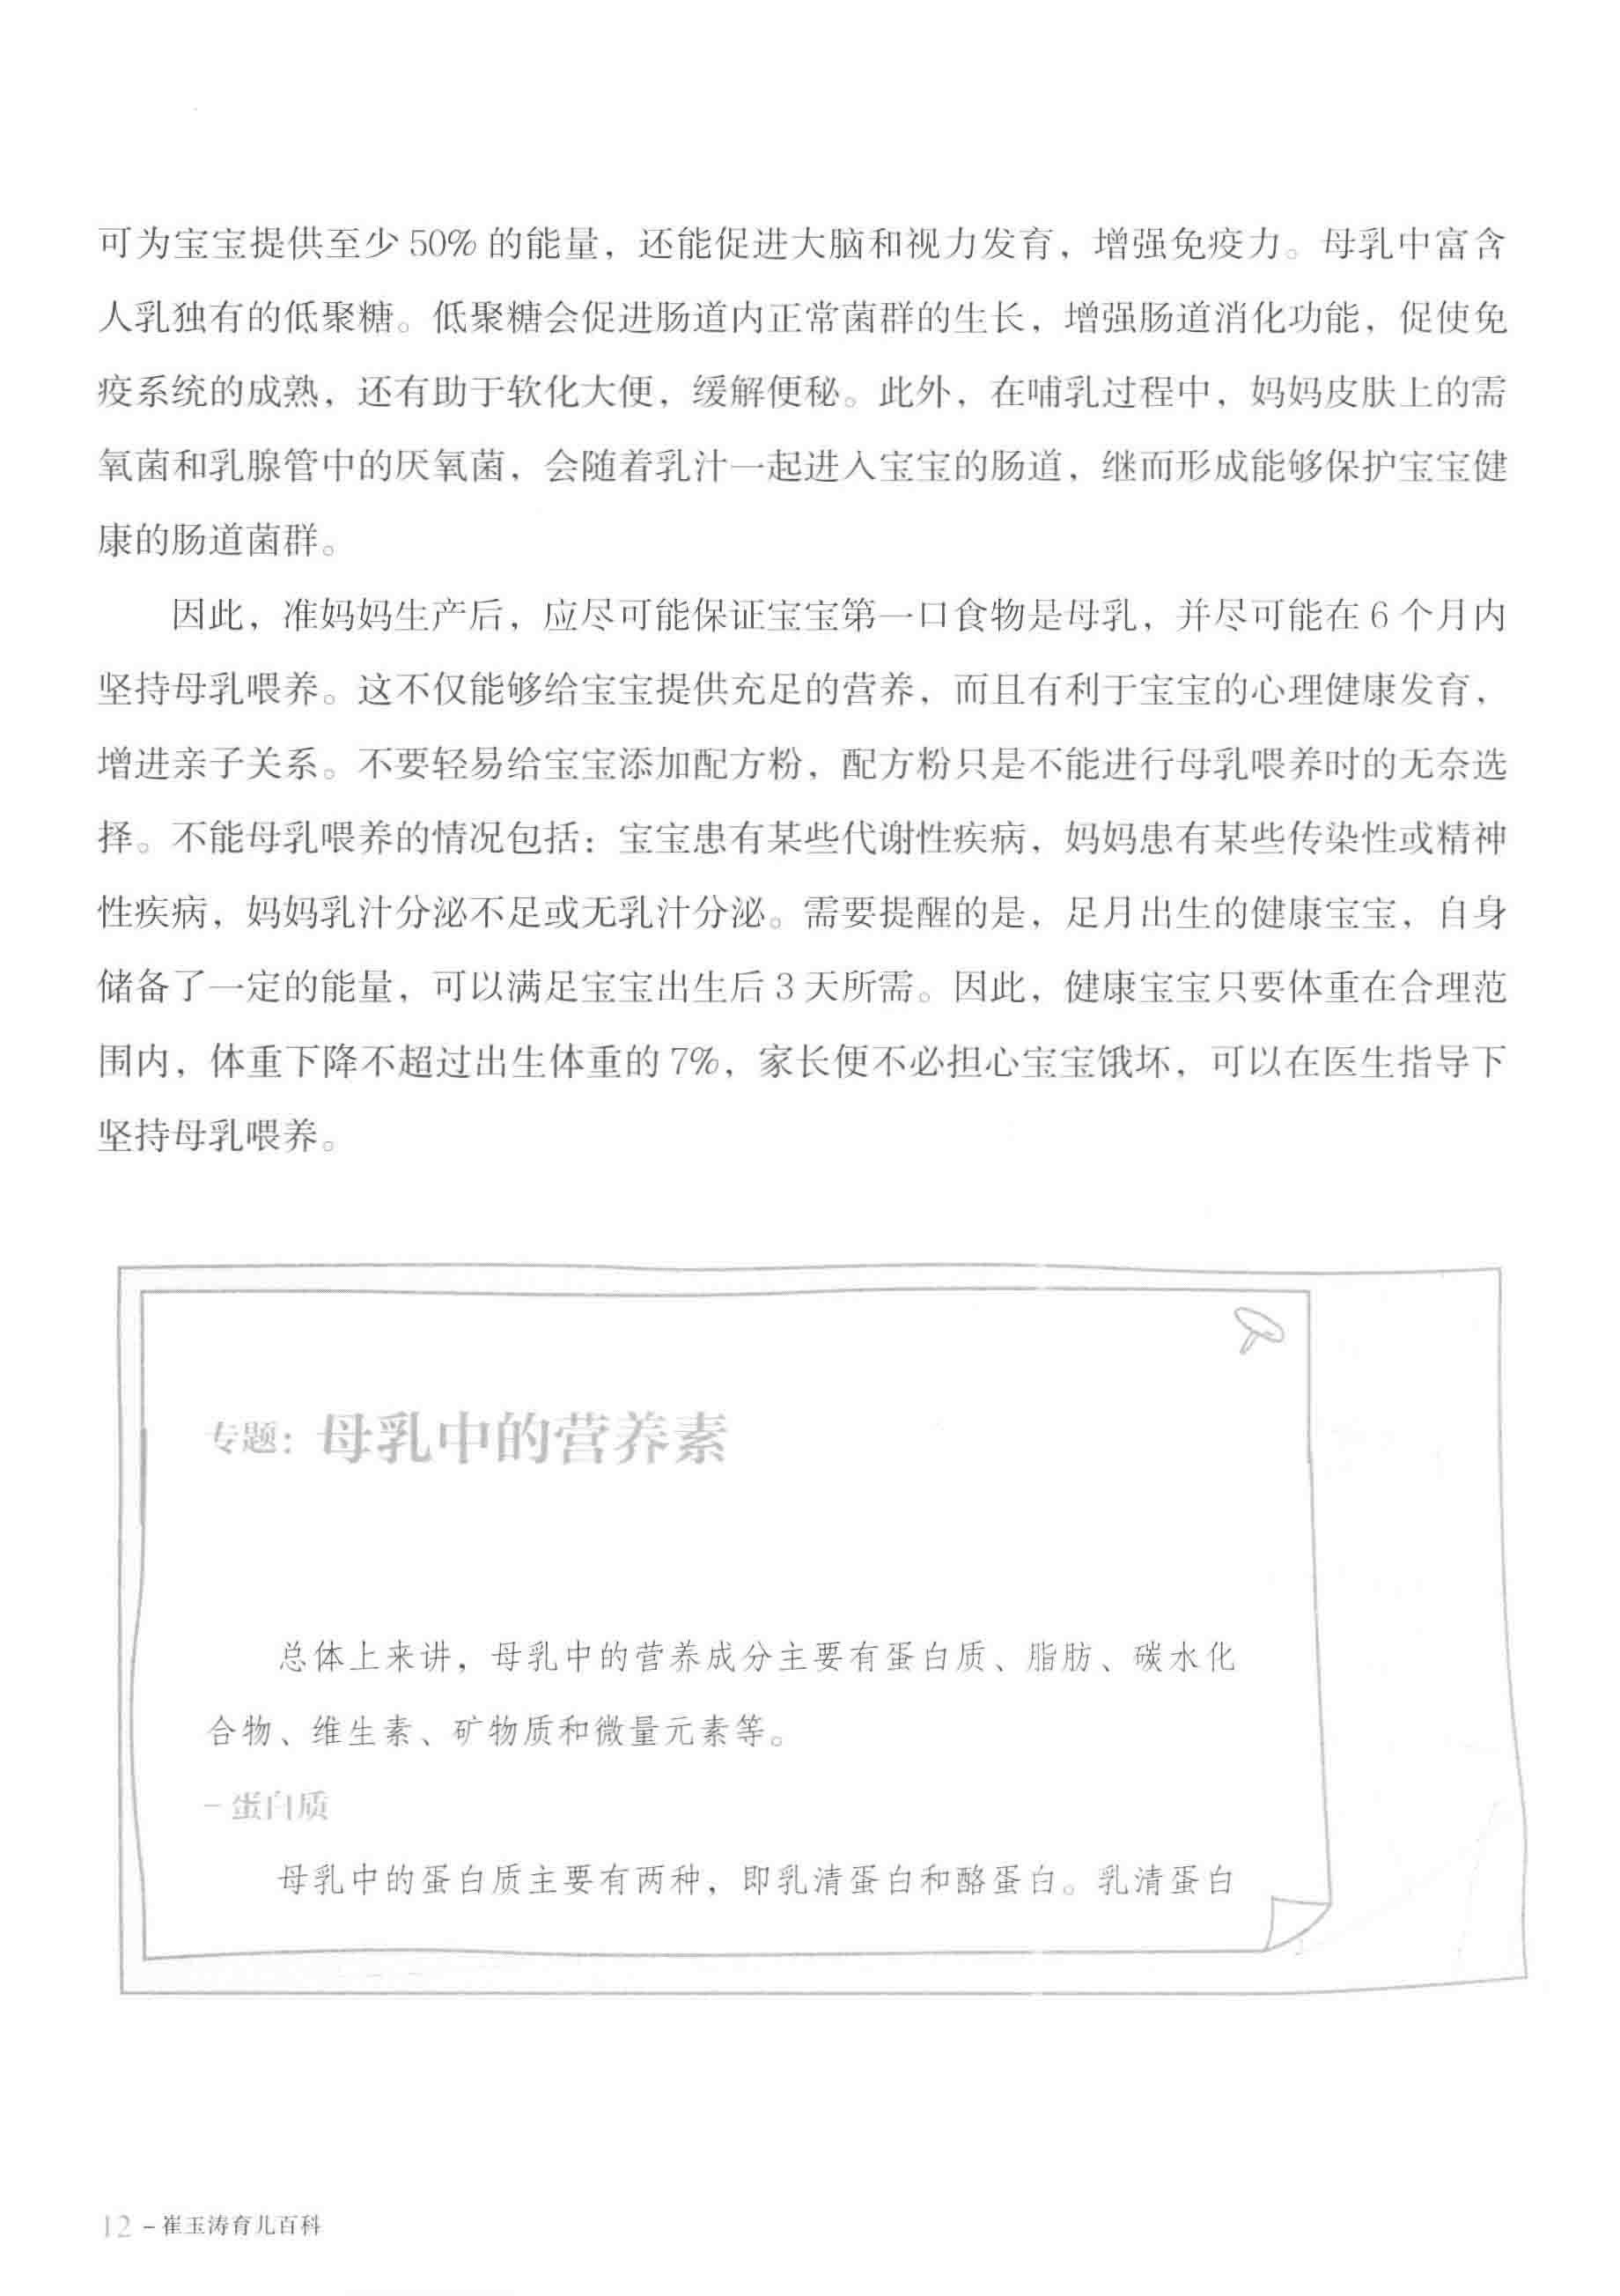 可为宝宝提供至少50%的能量，还能促进大脑和视力发育，增强免疫力。母乳中富含
人乳独有的低聚糖。低聚糖会促进肠道内正常菌群的生长，增强肠道消化功能，促使免
疫系统的成熟，还有助于软化大便，缓解便秘。此外，在哺乳过程中，妈妈皮肤上的需
氧菌和乳腺管中的厌氧菌，会随着乳汁一起进入宝宝的肠道，继而形成能够保护宝宝健
康的肠道菌群。
因此，准妈妈生产后，应尽可能保证宝宝第一口食物是母乳，并尽可能在6个月内
坚持母乳喂养。这不仅能够给宝宝提供充足的营养，而且有利于宝宝的心理健康发育，
增进亲子关系。不要轻易给宝宝添加配方粉，配方粉只是不能进行母乳喂养时的无奈选
择。不能母乳喂养的情况包括：宝宝患有某些代谢性疾病，妈妈患有某些传染性或精神
性疾病，妈妈乳汁分泌不足或无乳汁分泌。需要提醒的是，足月出生的健康宝宝，自身
储备了一定的能量，可以满足宝宝出生后3天所需。因此，健康宝宝只要体重在合理范
围内，体重下降不超过出生体重的7%，家长便不必担心宝宝饿坏，可以在医生指导下
坚持母乳喂养。
专题：母乳中的营养素
总体上来讲，母乳中的营养成分主要有蛋白质、脂肪、碳水化
合物、维生素、矿物质和微量元素等。
－蛋白质
母乳中的蛋白质主要有两种，即乳清蛋白和酪蛋白。乳清蛋白
12－崔玉涛育儿百科